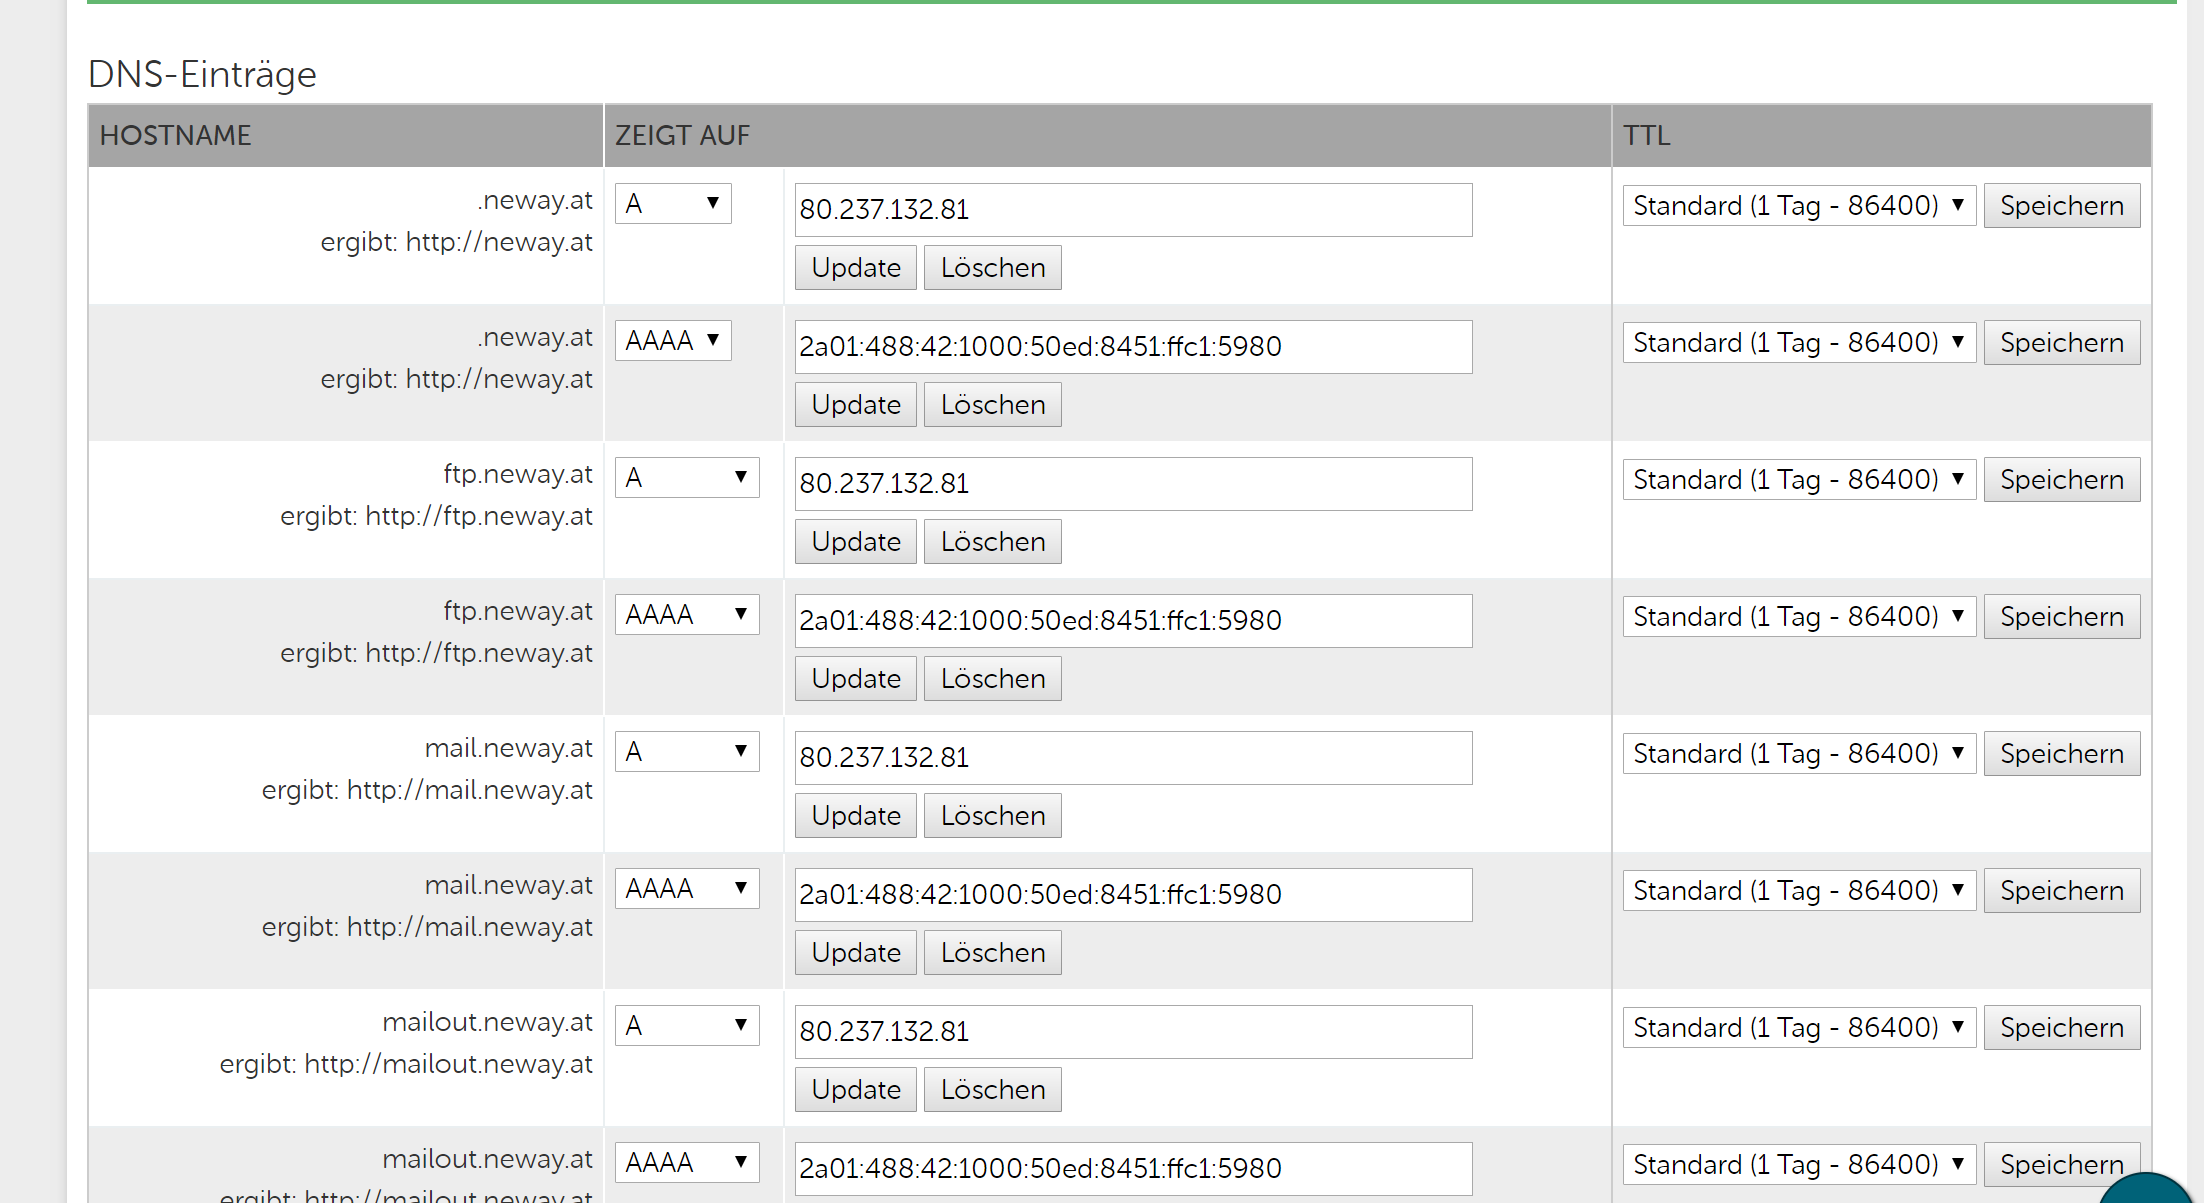 DNS-Einträge
HOSTNAME ZEIGT AUF TTL
.neway.at A 80.237.132.81 Standard (1 Tag - 86400) Speichern
ergibt: http://neway.at
Update Löschen
.neway.at AAAA 2a01:488:42:1000:50ed:8451:ffc1:5980 Standard (1 Tag - 86400) Speichern
ergibt: http://neway.at
Update Löschen
ftp.neway.at A 80.237.132.81 Standard (1 Tag - 86400) Speichern
ergibt: http://ftp.neway.at
Update Löschen
ftp.neway.at AAAA 2a01:488:42:1000:50ed:8451:ffc1:5980 Standard (1 Tag - 86400) Speichern
ergibt: http://ftp.neway.at
Update Löschen
mail.neway.at A 80.237.132.81 Standard (1 Tag - 86400) Speichern
ergibt: http://mail.neway.at
Update Löschen
mail.neway.at AAAA 2a01:488:42:1000:50ed:8451:ffc1:5980 Standard (1 Tag - 86400) Speichern
ergibt: http://mail.neway.at
Update Löschen
mailout.neway.at A 80.237.132.81 Standard (1 Tag - 86400) Speichern
ergibt: http://mailout.neway.at
Update Löschen
mailout.neway.at AAAA 2a01:488:42:1000:50ed:8451:ffc1:5980 Standard (1 Tag - 86400) Speichern
ergibt: http://mailout.neway.at